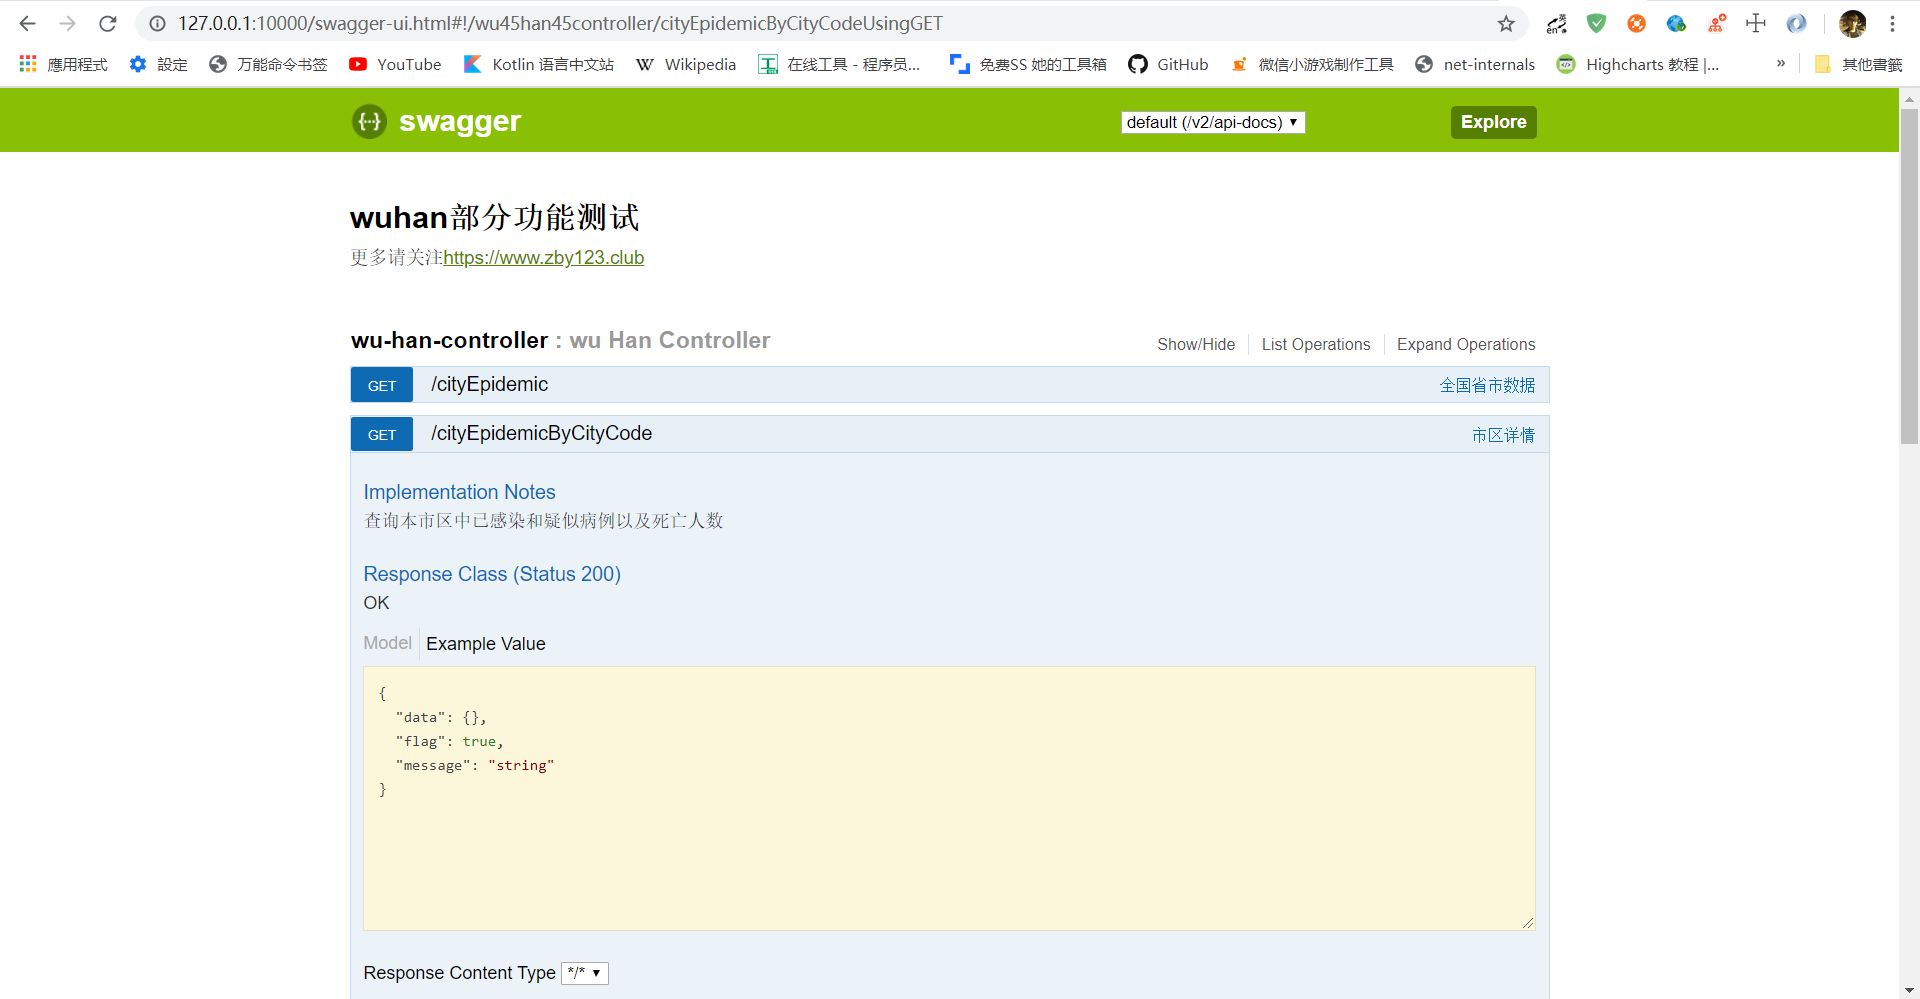 127.0.0.1:10000/swagger-ui.html#!/wu45han45controller/cityEpidemicByCityCodeUsingGET
應用程式 設定 万能命令书签 YouTube Kotlin 语言中文站 Wikipedia 在线工具 - 程序员... 免费SS 她的工具箱 GitHub 微信小游戏制作工具 net-internals Highcharts 教程 |... » 其他書籤
{··} swagger default (/v2/api-docs) Explore
wuhan部分功能测试
更多请关注https://www.zby123.club
wu-han-controller : wu Han Controller Show/Hide List Operations Expand Operations
GET /cityEpidemic 全国省市数据
GET /cityEpidemicByCityCode 市区详情
Implementation Notes
查询本市区中已感染和疑似病例以及死亡人数
Response Class (Status 200)
OK
Model Example Value
{
"data": {},
"flag": true,
"message": "string"
}
Response Content Type */*